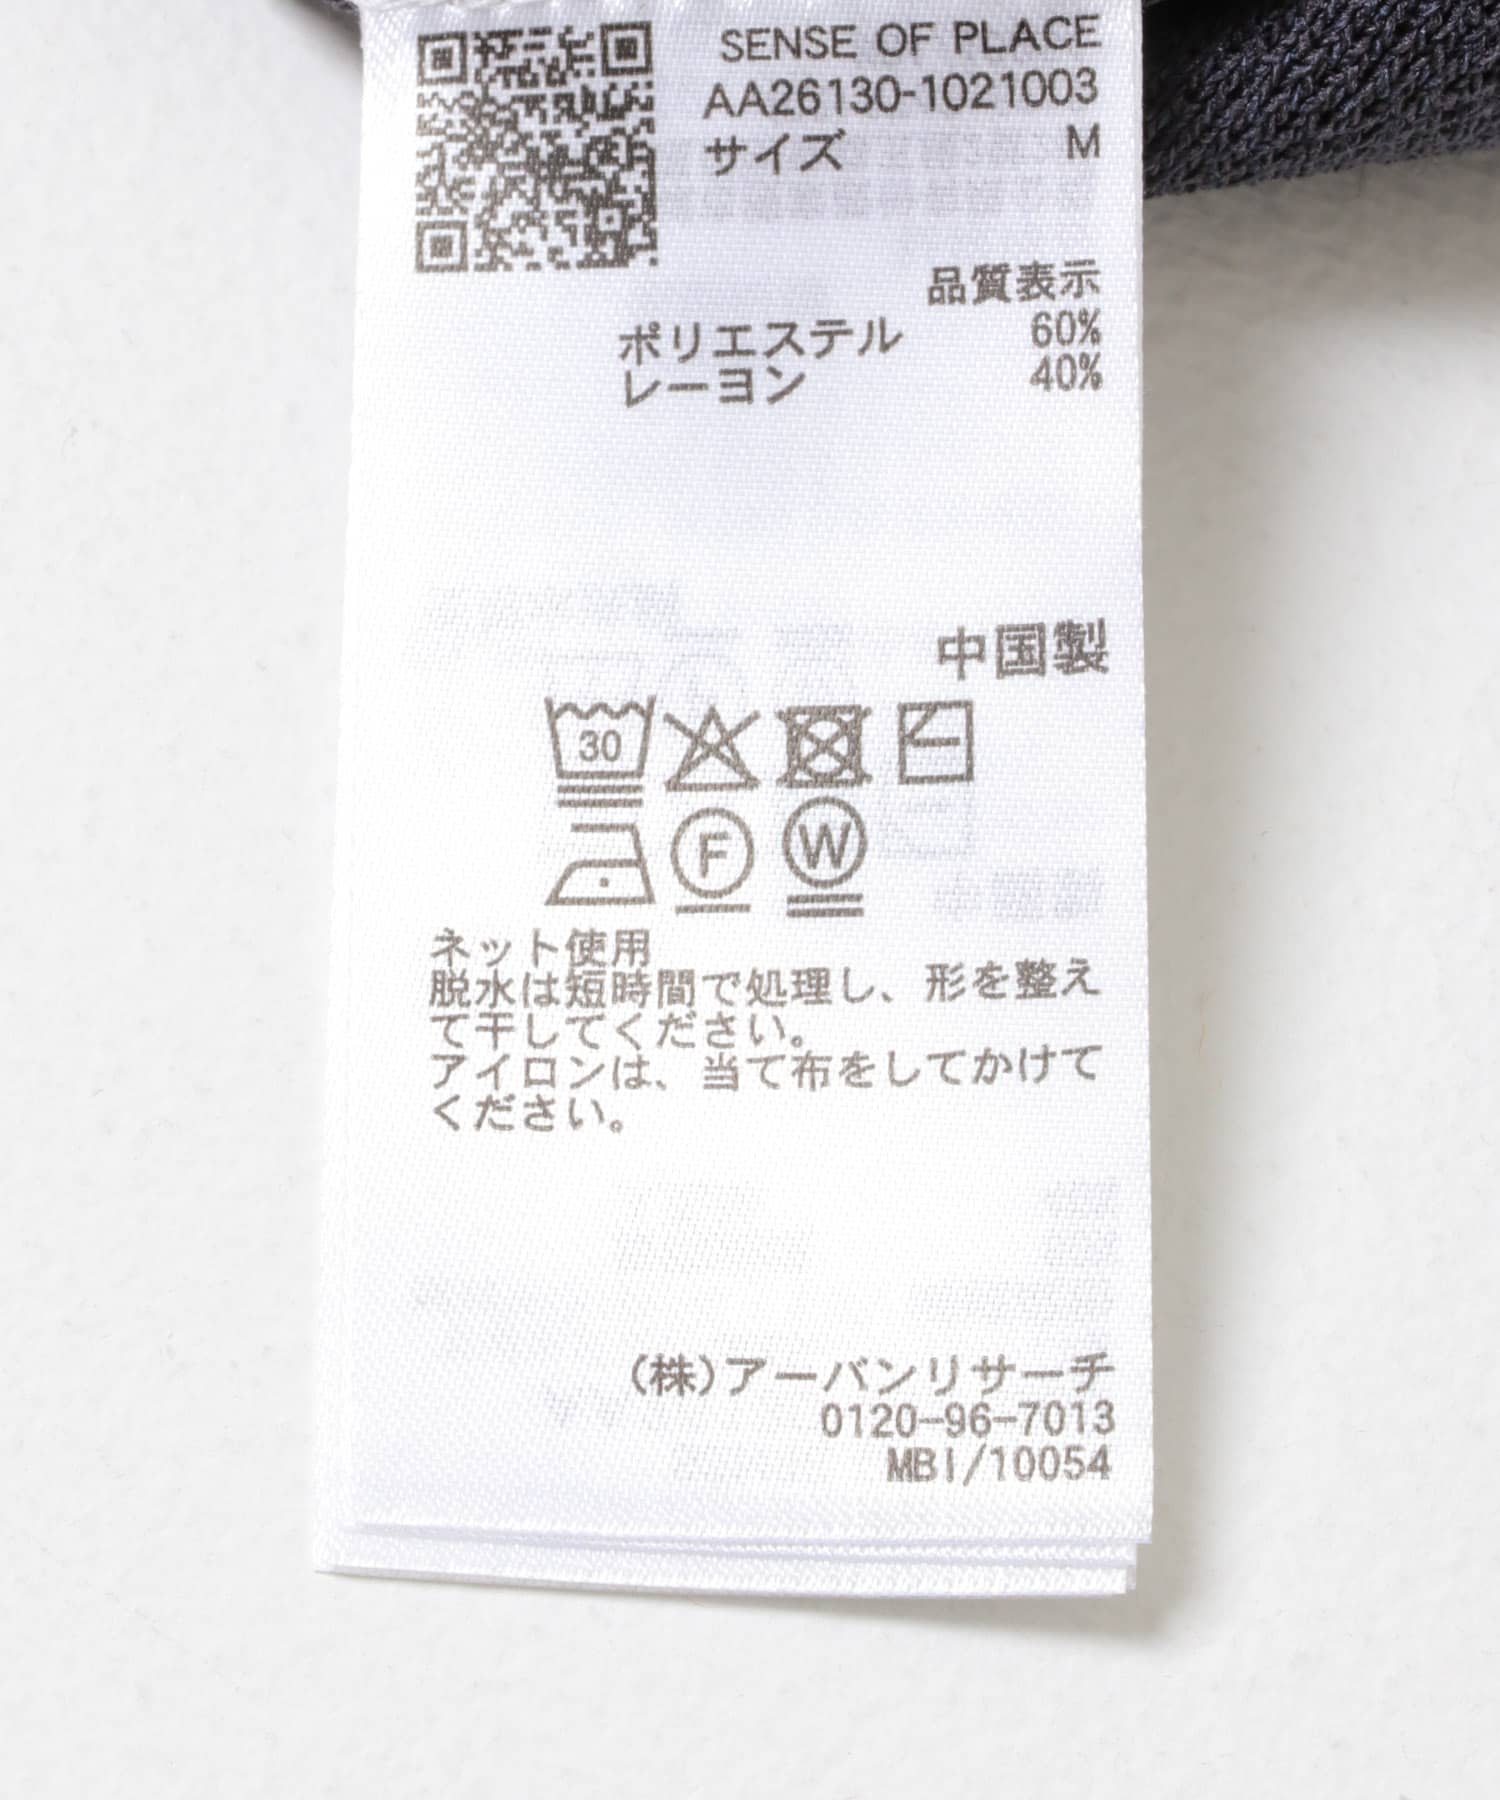 SENSE OF PLACE
AA26130-1021003
サイズ M
品質表示
ポリエステル 60%
レーヨン 40%
中国製
30
F W
ネット使用
脱水は短時間で処理し、形を整え
て干してください。
アイロンは、当て布をしてかけて
ください。
(株)アーバンリサーチ
0120-96-7013
MBI/10054